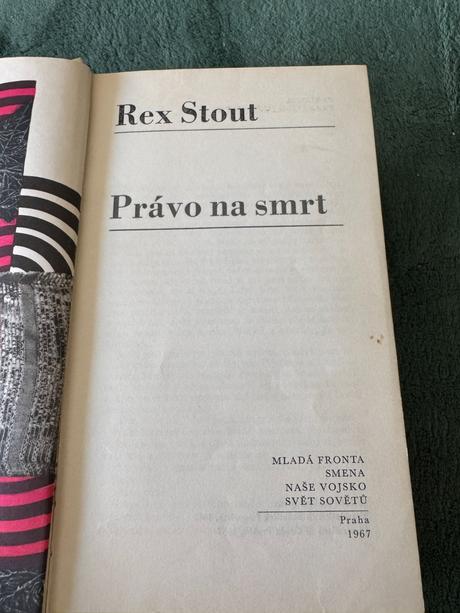 Rex Stout
Právo na smrt
MLADÁ FRONTA
SMENA
NAŠE VOJSKO
SVĚT SOVĚTŮ
Praha
1967